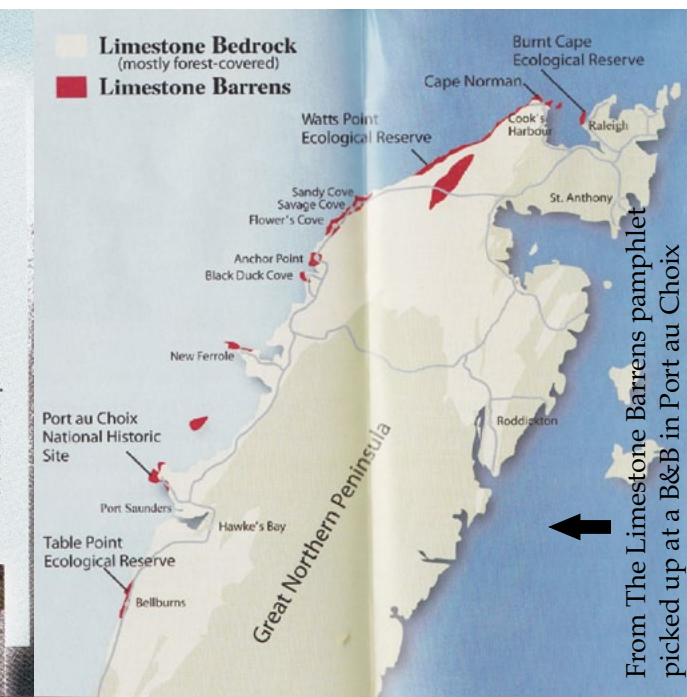 Limestone Bedrock
(mostly forest-covered)
Limestone Barrens
Burnt Cape
Ecological Reserve
Cape Norman
Cook's
Harbour
Raleigh
Watts Point
Ecological Reserve
St. Anthony
Sandy Cove
Savage Cove
Flower's Cove
Anchor Point
Black Duck Cove
New Ferrole
Roddickton
Port au Choix
National Historic
Site
Port Saunders
Hawke's Bay
Great Northern Peninsula
Table Point
Ecological Reserve
Bellburns
From The Limestone Barrens pamphlet
picked up at a B&B in Port au Choix